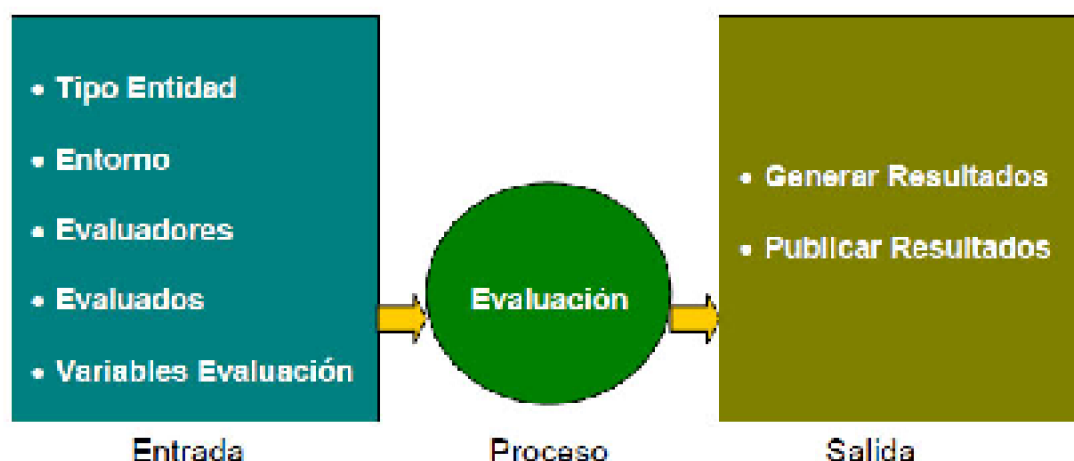 • Tipo Entidad
• Entorno
• Evaluadores
• Evaluados
• Variables Evaluación
Entrada
Evaluación
Proceso
• Generar Resultados
• Publicar Resultados
Salida